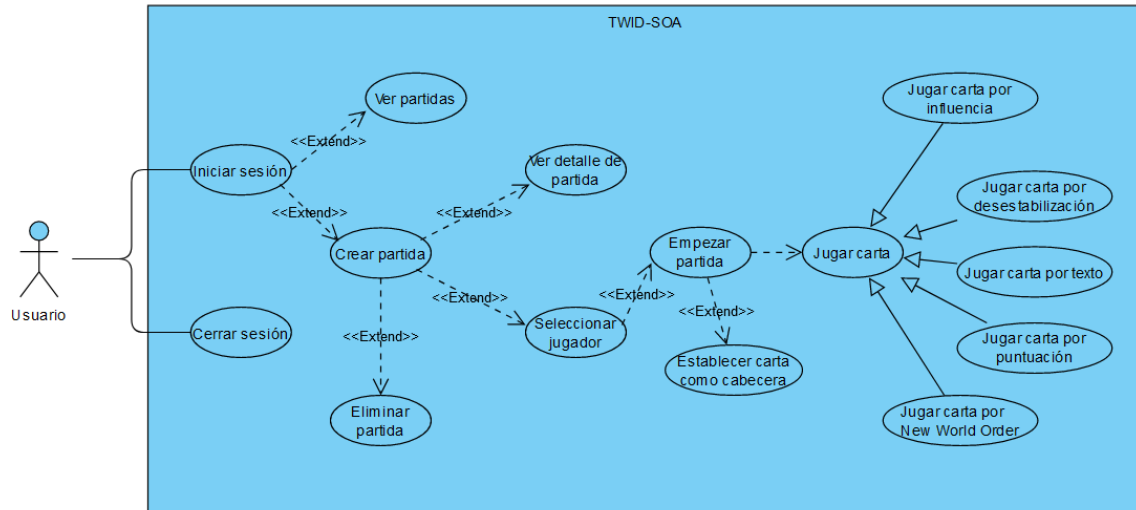 TWID-SOA
Ver partidas
Jugar carta por
influencia
<<Extend>>
Iniciar sesión
Ver detalle de
partida
Jugar carta por
desestabilización
<<Extend>>
<<Extend>>
Crear partida
Empezar
partida
Jugar carta
Jugar carta por texto
Usuario
<<Extend>>
<<Extend>>
<<Extend>>
Cerrar sesión
<<Extend>>
Seleccionar
jugador
Jugar carta por
puntuación
Establecer carta
como cabecera
Eliminar
partida
Jugar carta por
New World Order